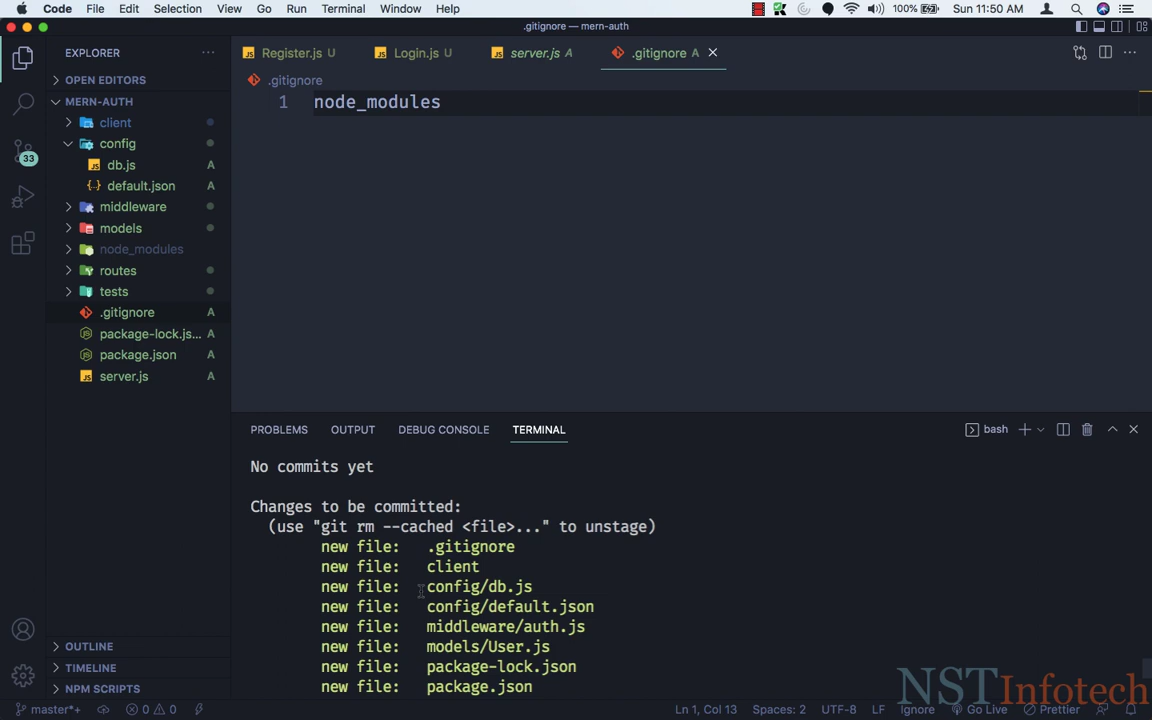 Code File Edit Selection View Go Run Terminal Window Help 100% Sun 11:50 AM
.gitignore — mern-auth
EXPLORER
Register.js U Login.js U server.js A .gitignore A
OPEN EDITORS
.gitignore
MERN-AUTH
1 node_modules
client
config
db.js A
default.json A
middleware
models
node_modules
routes
tests
.gitignore A
package-lock.js... A
package.json A
server.js A
33
PROBLEMS OUTPUT DEBUG CONSOLE TERMINAL bash
No commits yet
Changes to be committed:
(use "git rm --cached <file>..." to unstage)
new file: .gitignore
new file: client
new file: config/db.js
new file: config/default.json
new file: middleware/auth.js
new file: models/User.js
new file: package-lock.json
new file: package.json
OUTLINE
TIMELINE
NPM SCRIPTS
NSTInfotech
master*+ 0 0 Ln 1, Col 13 Spaces: 2 UTF-8 LF Ignore Go Live Prettier